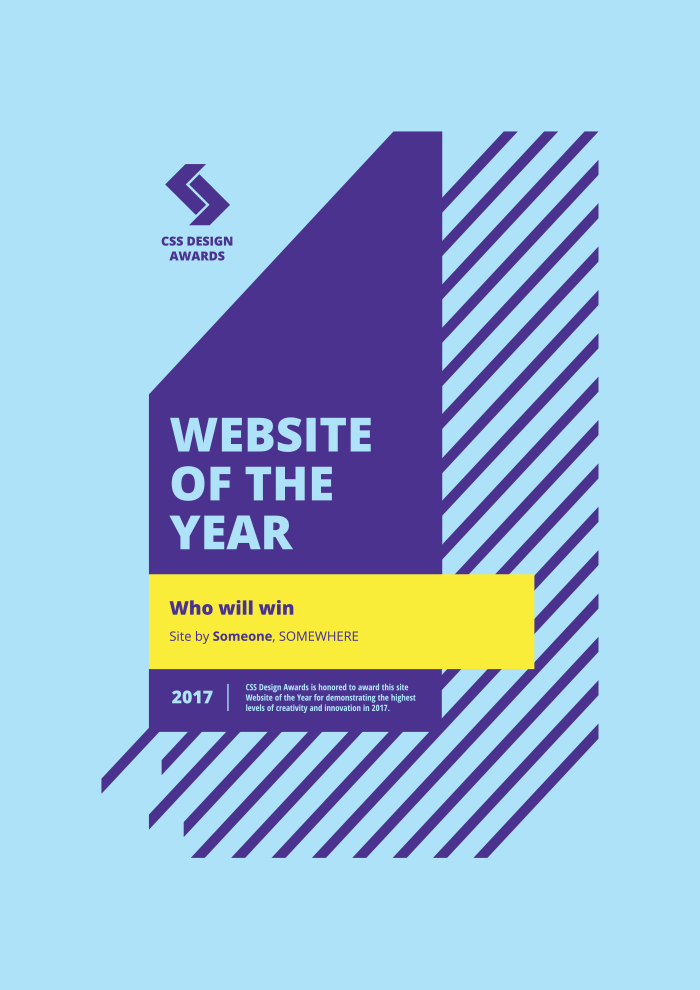 CSS DESIGN
AWARDS
WEBSITE
OF THE
YEAR
Who will win
Site by Someone, SOMEWHERE
2017
CSS Design Awards is honored to award this site
Website of the Year for demonstrating the highest
levels of creativity and innovation in 2017.